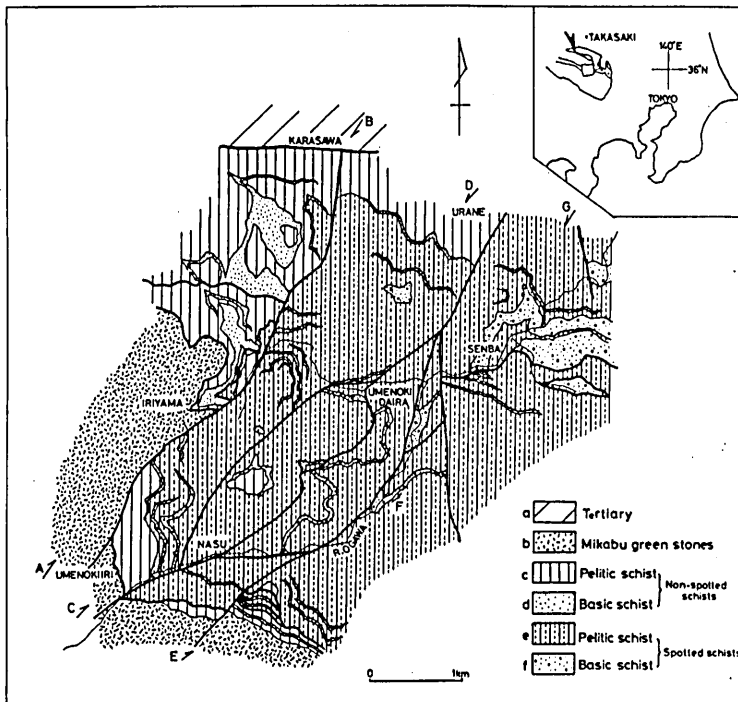 TAKASAKI
140°E
36°N
TOKYO
B
KARASAWA
D
URANE
G
SENBA
UMENOKI
DAIRA
IRIYAMA
F
NASU
A
UMENOKIIRI
C
E
0 1km
a Tertiary
b Mikabu green stones
c Pelitic schist
Non-spotted
schists
d Basic schist
e Pelitic schist
Spotted schists
f Basic schist